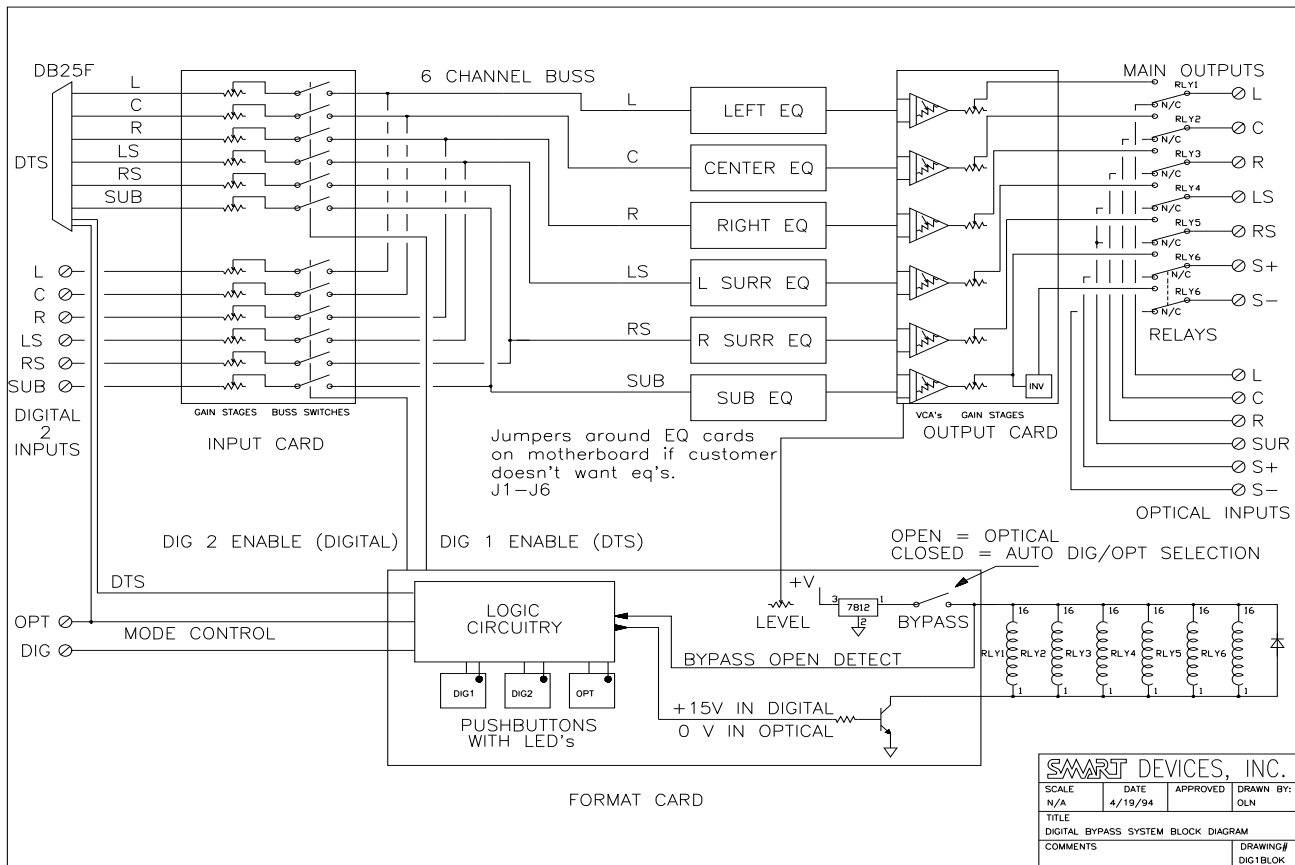 DB25F
6 CHANNEL BUSS
MAIN OUTPUTS
L
C
R
LS
RS
SUB
DTS
L
C
R
LS
RS
SUB
DIGITAL
2
INPUTS
GAIN STAGES
BUSS SWITCHES
INPUT CARD
L
LEFT EQ
C
CENTER EQ
R
RIGHT EQ
LS
L SURR EQ
RS
R SURR EQ
SUB
SUB EQ
INV
VCA's
GAIN STAGES
OUTPUT CARD
RLY1
N/C
L
RLY2
N/C
C
RLY3
N/C
R
RLY4
N/C
LS
RLY5
N/C
RS
RLY6
N/C
S+
RLY6
N/C
S−
RELAYS
L
C
R
SUR
S+
S−
OPTICAL INPUTS
Jumpers around EQ cards
on motherboard if customer
doesn't want eq's.
J1−J6
DIG 2 ENABLE (DIGITAL)
DIG 1 ENABLE (DTS)
OPEN = OPTICAL
CLOSED = AUTO DIG/OPT SELECTION
DTS
OPT
MODE CONTROL
DIG
LOGIC
CIRCUITRY
DIG1
DIG2
OPT
PUSHBUTTONS
WITH LED's
LEVEL
+V
3
7812
1
2
BYPASS
BYPASS OPEN DETECT
+15V IN DIGITAL
0 V IN OPTICAL
16
16
16
16
16
16
RLY1
RLY2
RLY3
RLY4
RLY5
RLY6
1
1
1
1
1
1
FORMAT CARD
SMART DEVICES, INC.
SCALE
N/A
DATE
4/19/94
APPROVED
DRAWN BY:
OLN
TITLE
DIGITAL BYPASS SYSTEM BLOCK DIAGRAM
COMMENTS
DRAWING#
DIG1BLOK